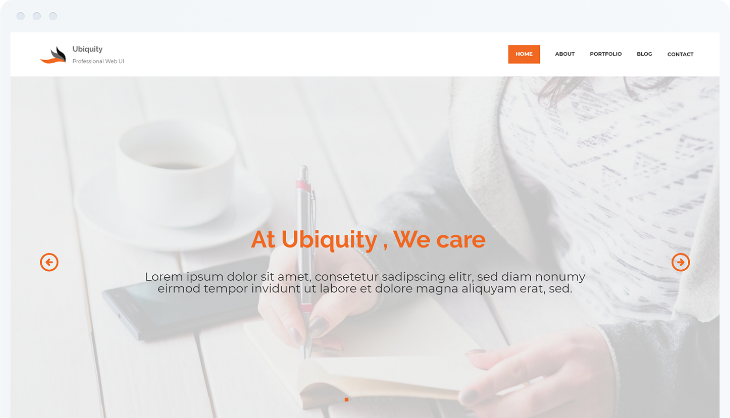 Ubiquity
Professional Web UI
HOME ABOUT PORTFOLIO BLOG CONTACT
At Ubiquity , We care
Lorem ipsum dolor sit amet, consetetur sadipscing elitr, sed diam nonumy
eirmod tempor invidunt ut labore et dolore magna aliquyam erat, sed.